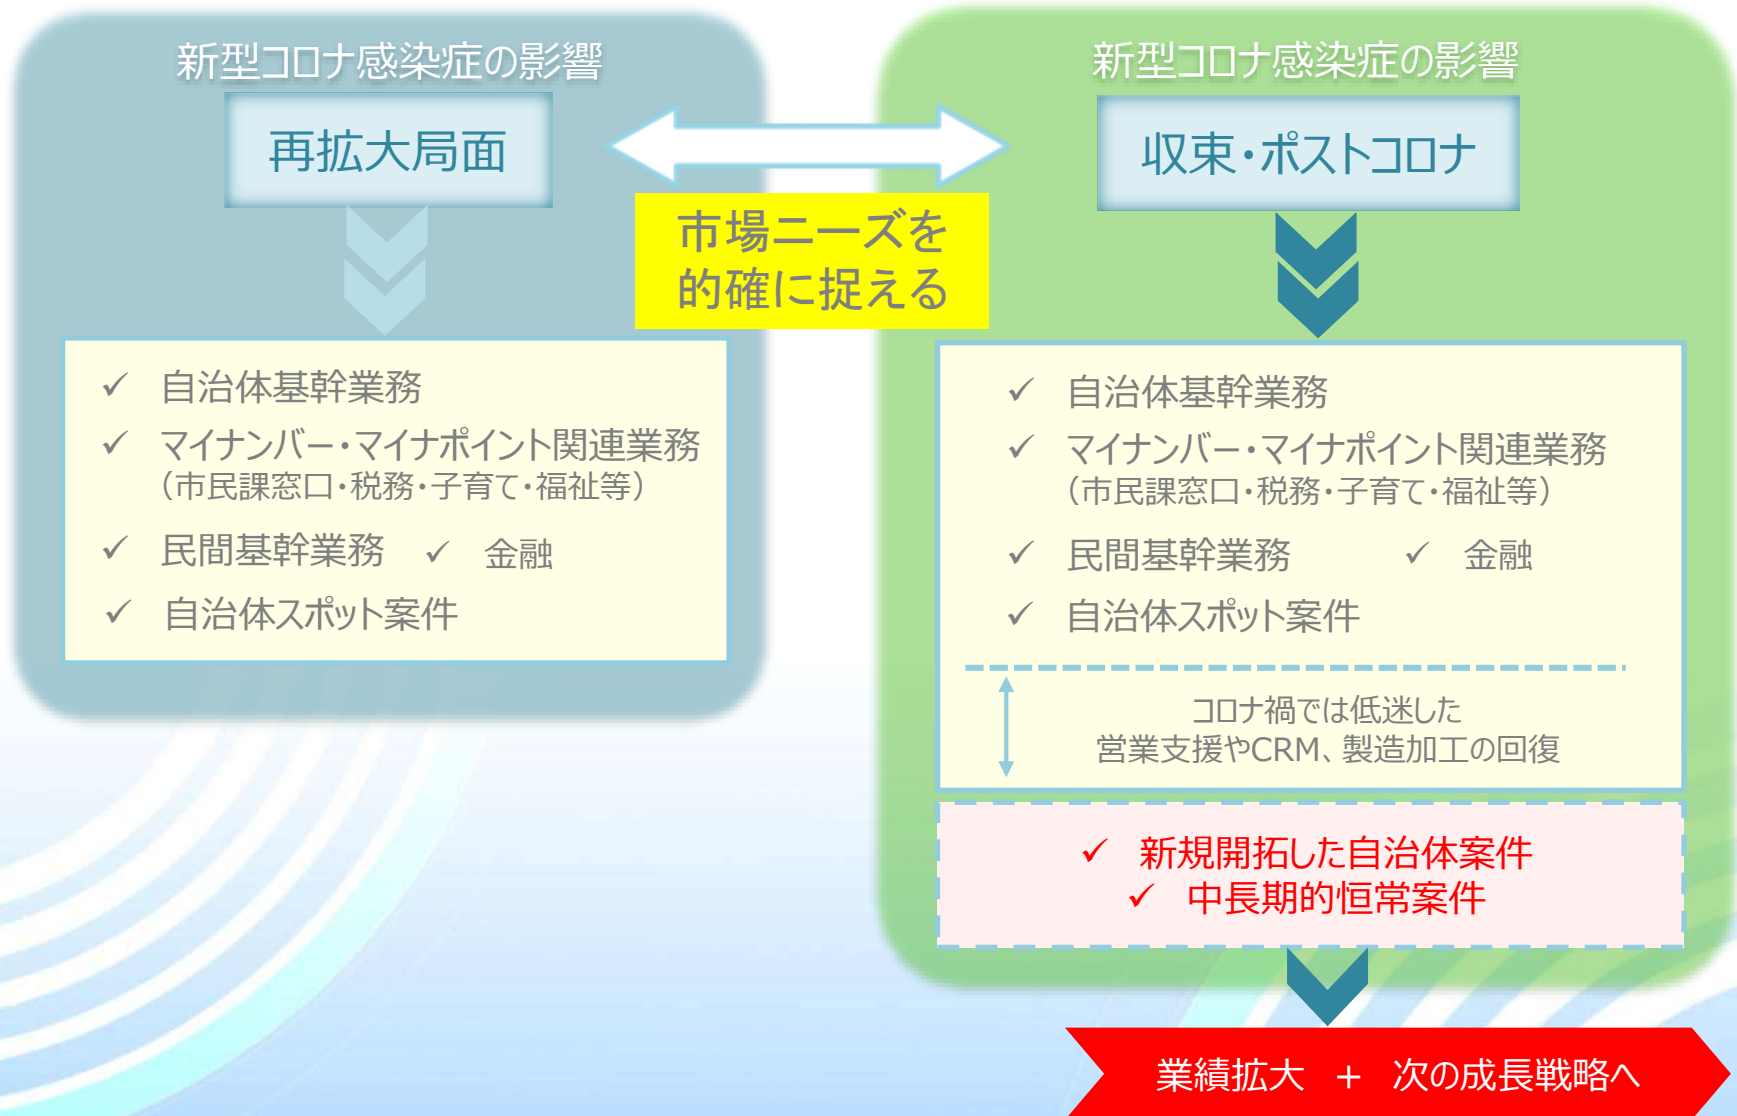 新型コロナ感染症の影響
再拡大局面
✓ 自治体基幹業務
✓ マイナンバー・マイナポイント関連業務
（市民課窓口・税務・子育て・福祉等）
✓ 民間基幹業務 ✓ 金融
✓ 自治体スポット案件
市場ニーズを
的確に捉える
新型コロナ感染症の影響
収束・ポストコロナ
✓ 自治体基幹業務
✓ マイナンバー・マイナポイント関連業務
（市民課窓口・税務・子育て・福祉等）
✓ 民間基幹業務 ✓ 金融
✓ 自治体スポット案件
コロナ禍では低迷した
営業支援やCRM、製造加工の回復
✓ 新規開拓した自治体案件
✓ 中長期的恒常案件
業績拡大 + 次の成長戦略へ